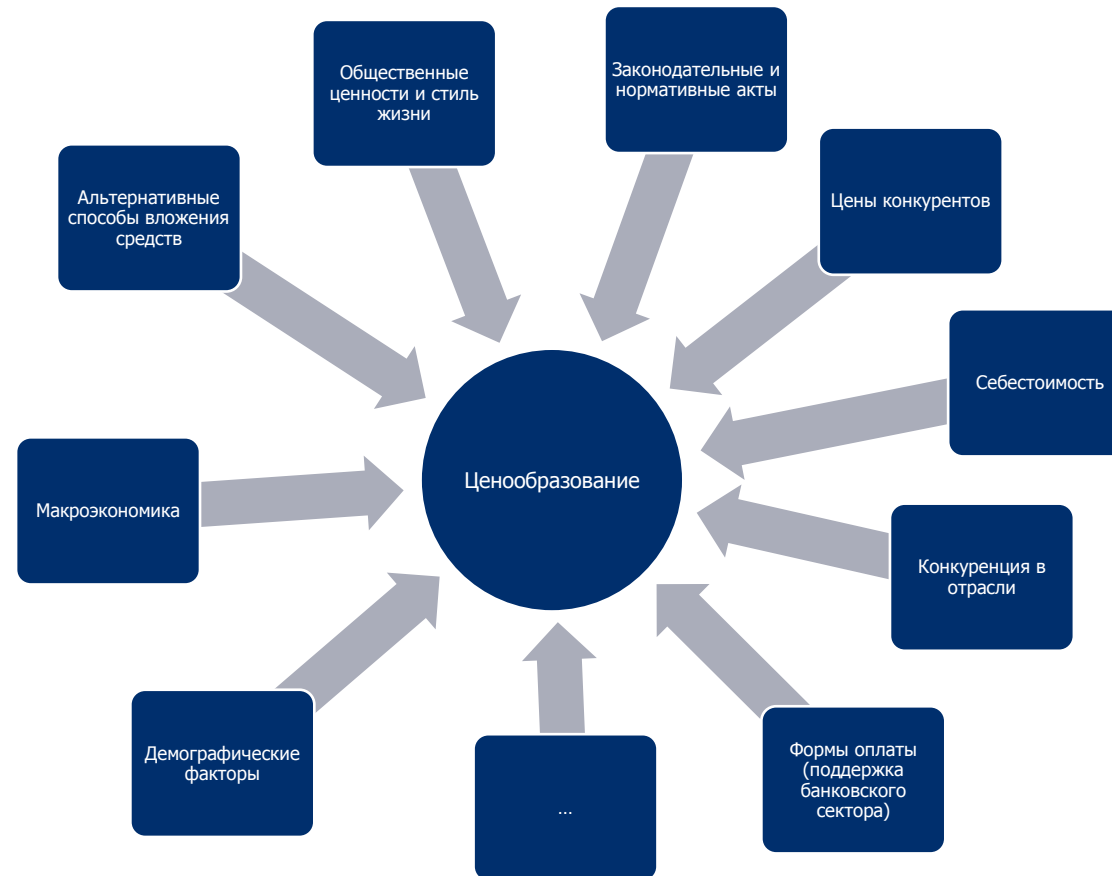 Общественные
ценности и стиль
жизни
Законодательные и
нормативные акты
Альтернативные
способы вложения
средств
Цены конкурентов
Себестоимость
Макроэкономика
Ценообразование
Конкуренция в
отрасли
Демографические
факторы
...
Формы оплаты
(поддержка
банковского
сектора)